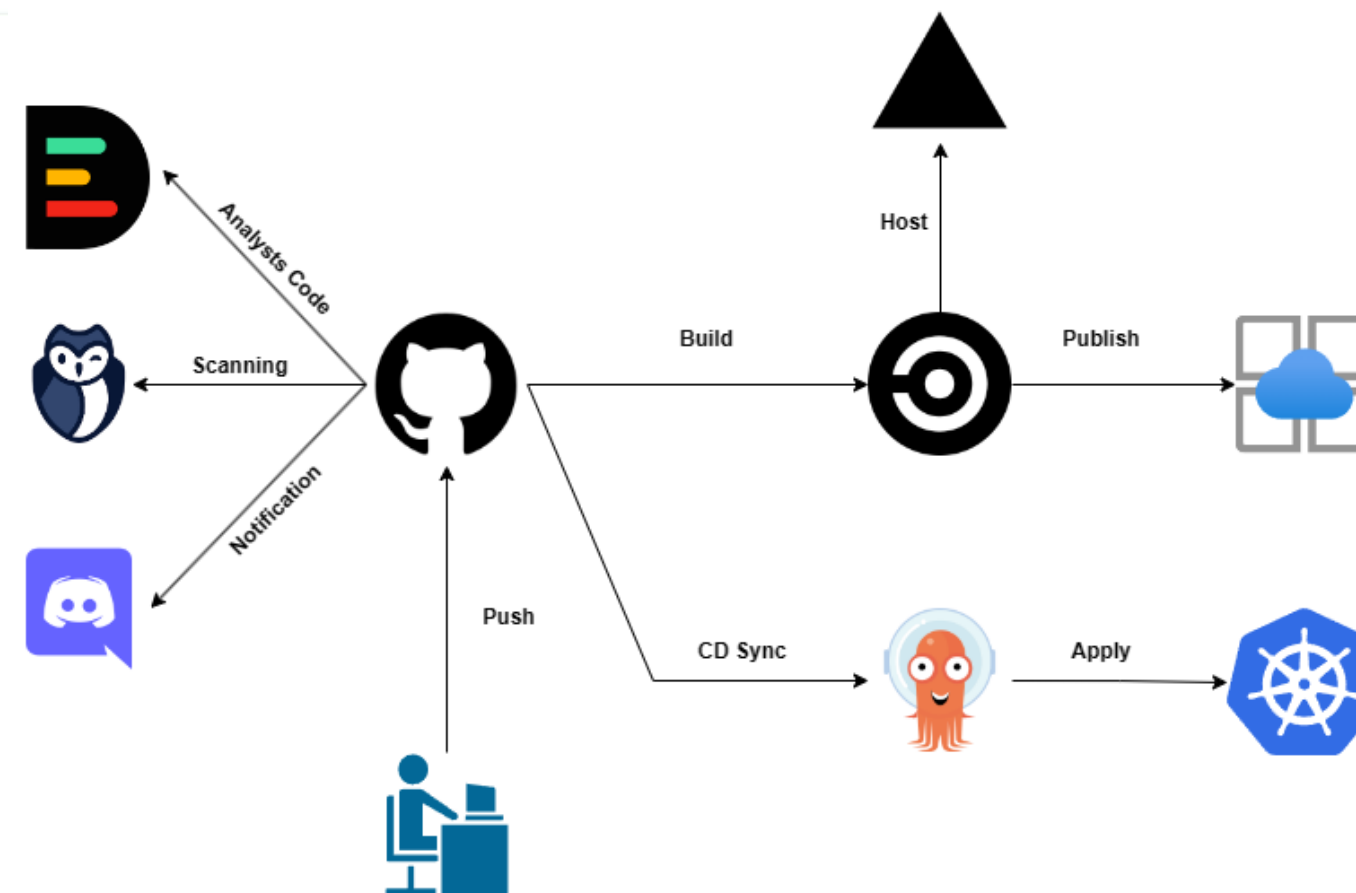 Host
Analysts Code
Build
Publish
Scanning
Notification
Push
CD Sync
Apply